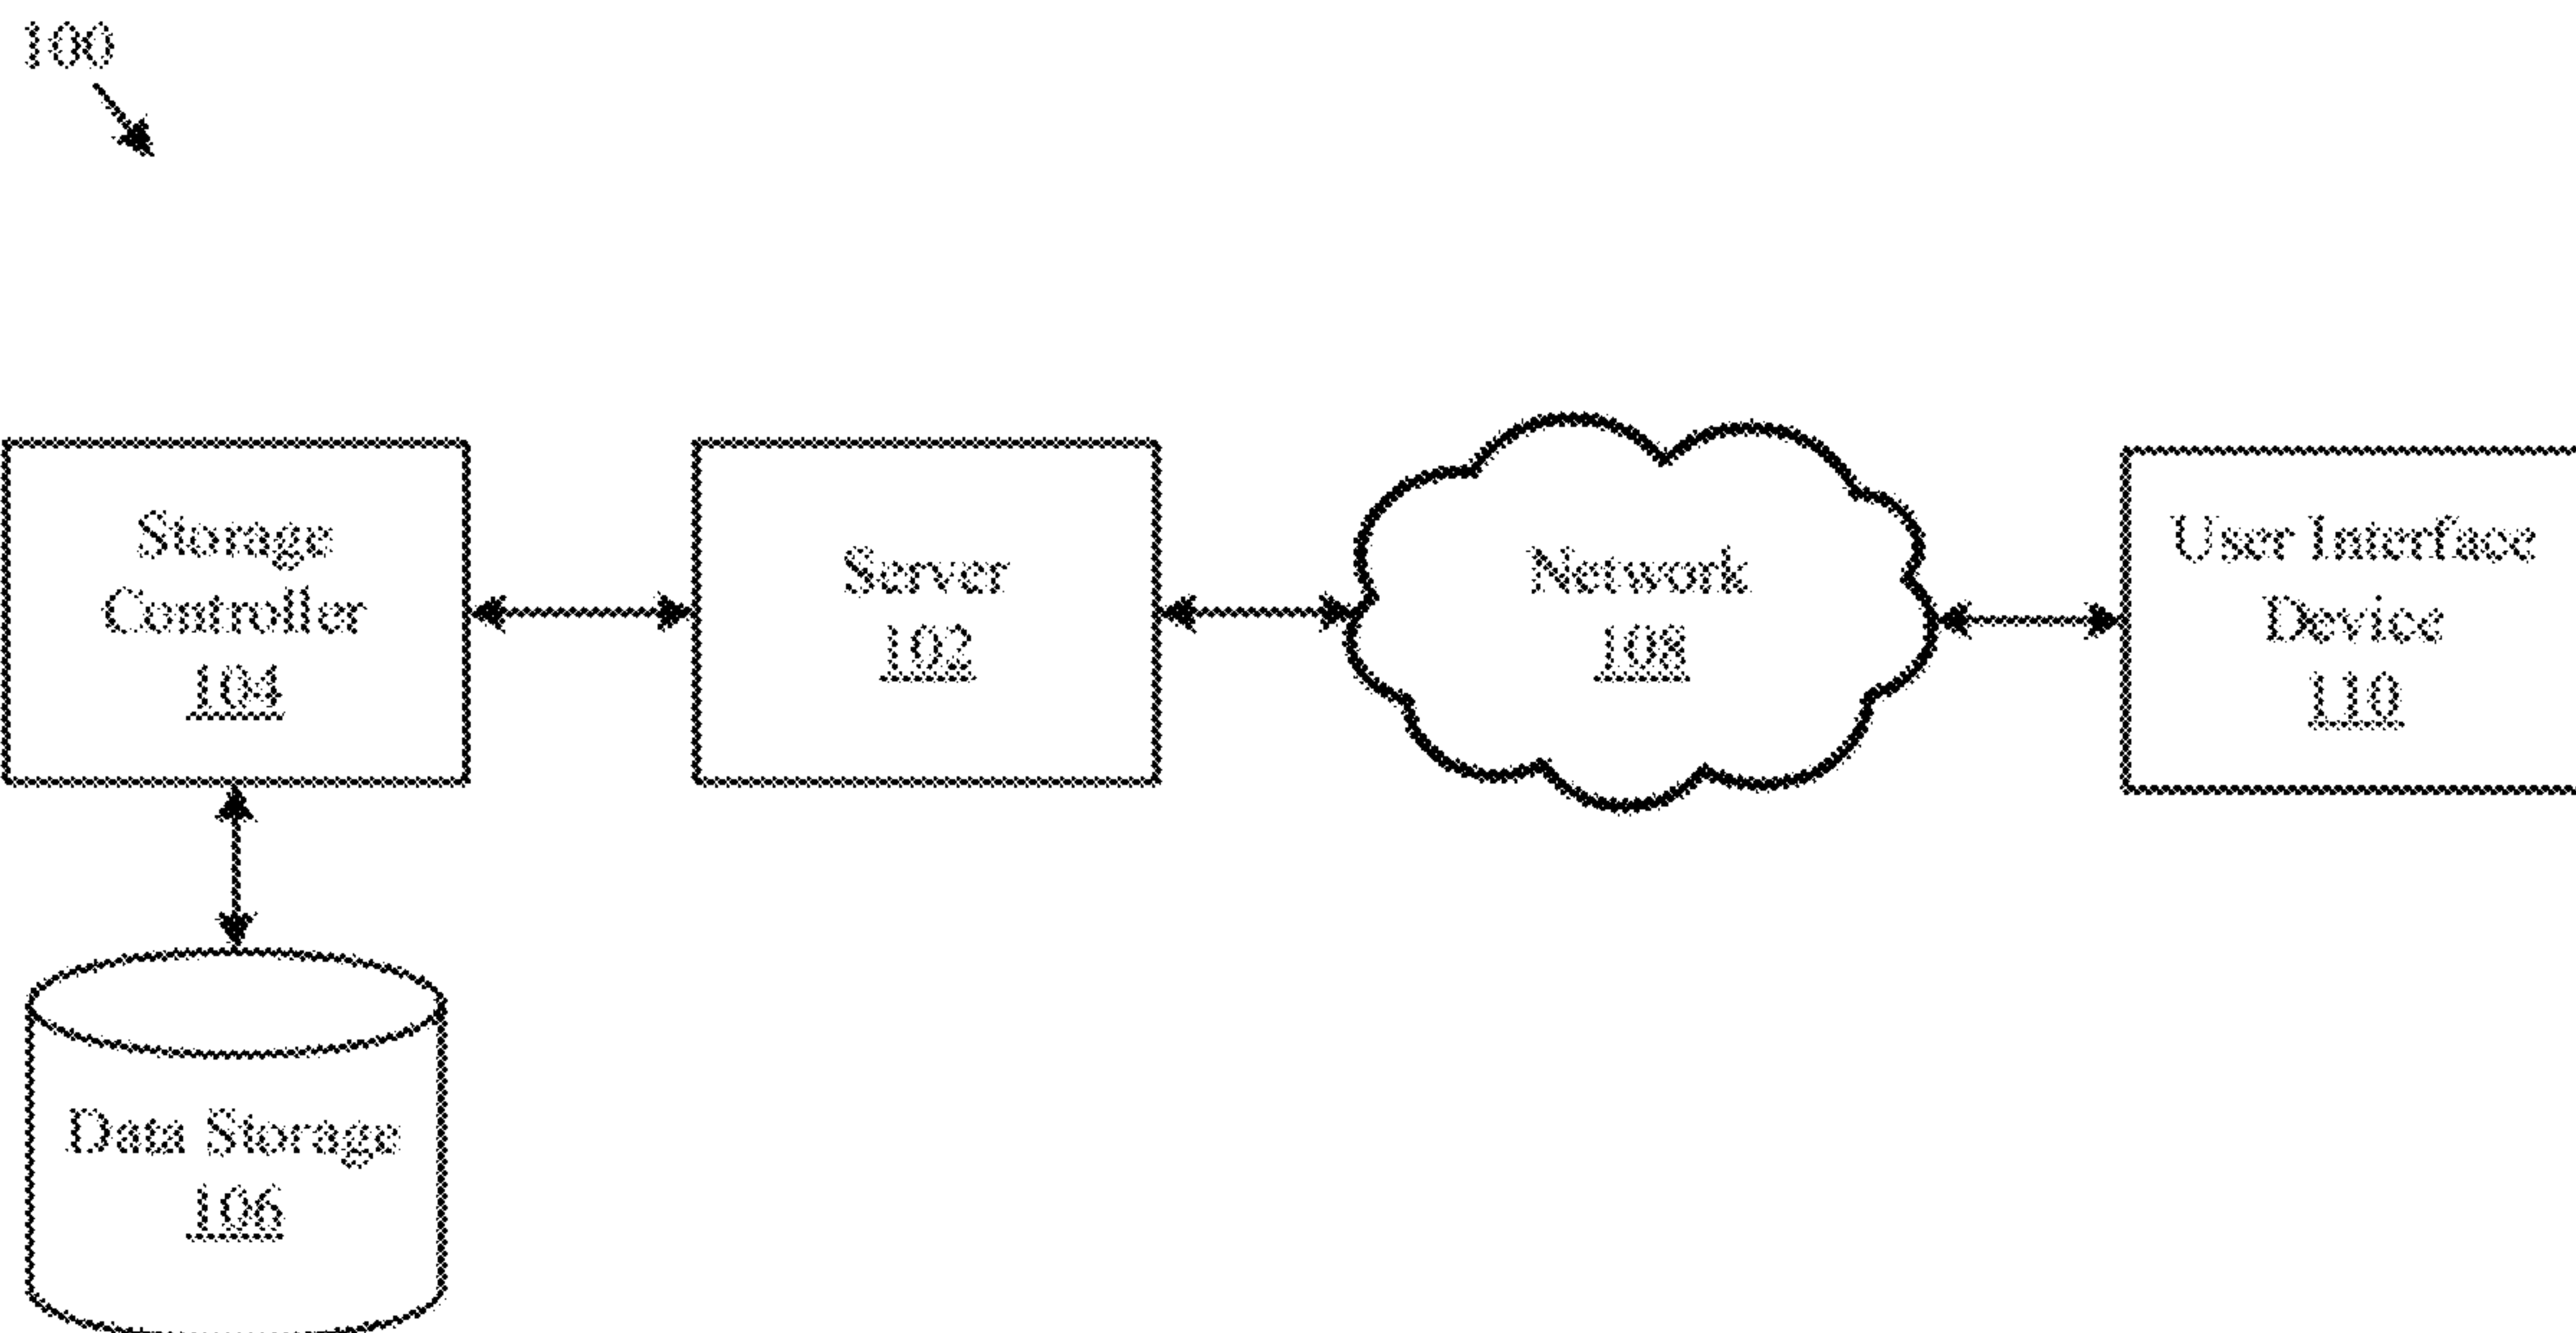 100
Storage
Controller
104
Server
102
Network
108
User Interface
Device
110
Data Storage
106